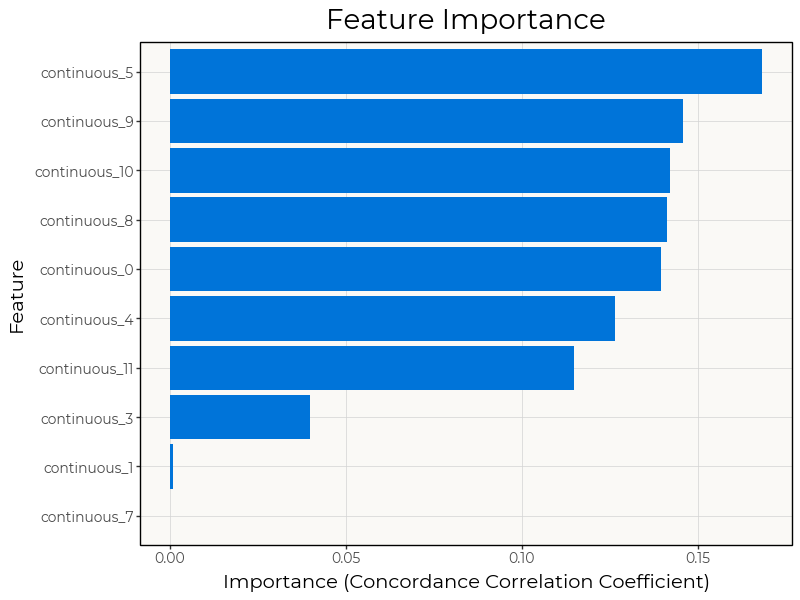 Feature Importance
continuous_5
continuous_9
continuous_10
continuous_8
continuous_0
continuous_4
continuous_11
continuous_3
continuous_1
continuous_7
Feature
0.00 0.05 0.10 0.15
Importance (Concordance Correlation Coefficient)